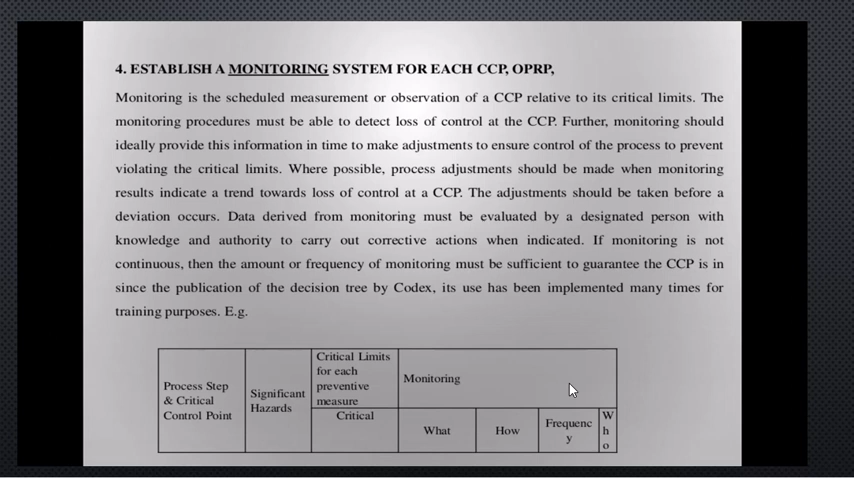 4. ESTABLISH A MONITORING SYSTEM FOR EACH CCP, OPRP,
Monitoring is the scheduled measurement or observation of a CCP relative to its critical limits. The
monitoring procedures must be able to detect loss of control at the CCP. Further, monitoring should
ideally provide this information in time to make adjustments to ensure control of the process to prevent
violating the critical limits. Where possible, process adjustments should be made when monitoring
results indicate a trend towards loss of control at a CCP. The adjustments should be taken before a
deviation occurs. Data derived from monitoring must be evaluated by a designated person with
knowledge and authority to carry out corrective actions when indicated. If monitoring is not
continuous, then the amount or frequency of monitoring must be sufficient to guarantee the CCP is in
since the publication of the decision tree by Codex, its use has been implemented many times for
training purposes. E.g.
Process Step
& Critical
Control Point
Significant
Hazards
Critical Limits
for each
preventive
measure
Critical
Monitoring
What
How
Frequenc
y
W
h
o